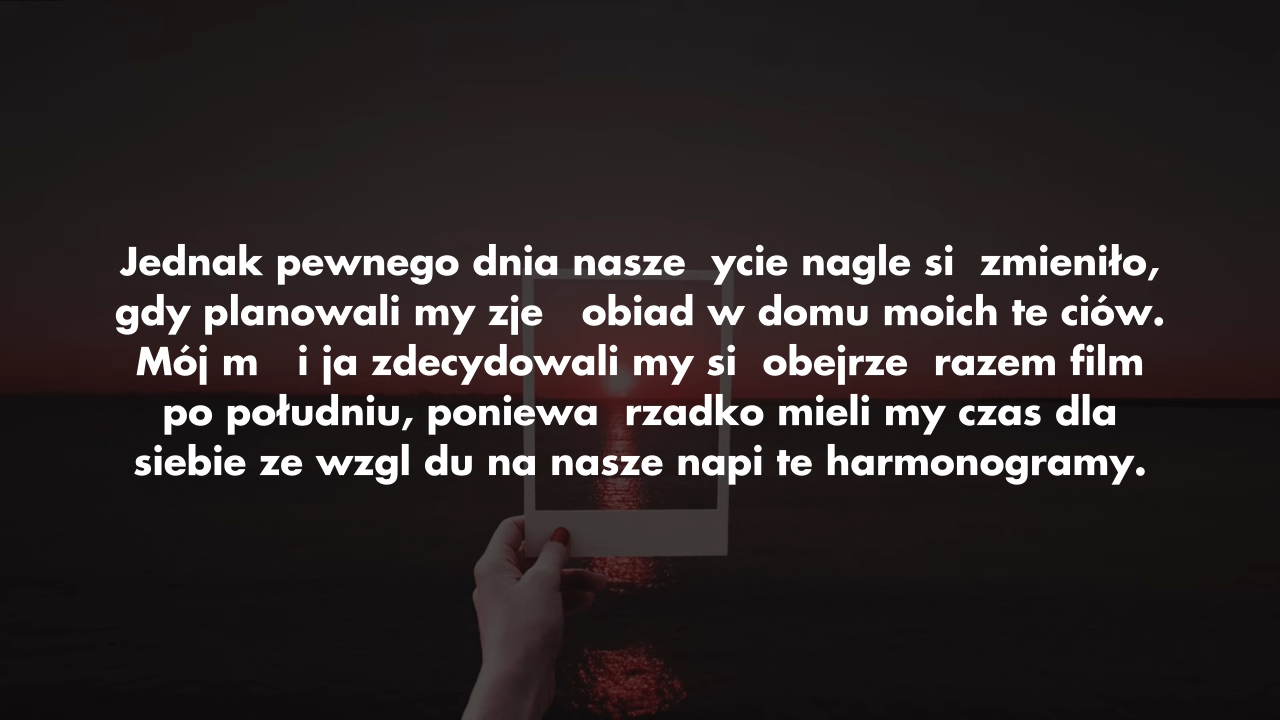 Jednak pewnego dnia nasze  ycie nagle si  zmieniło,
gdy planowali my zje   obiad w domu moich te ciów.
Mój m   i ja zdecydowali my si  obejrze  razem film
po południu, poniewa  rzadko mieli my czas dla
siebie ze wzgl du na nasze napi te harmonogramy.